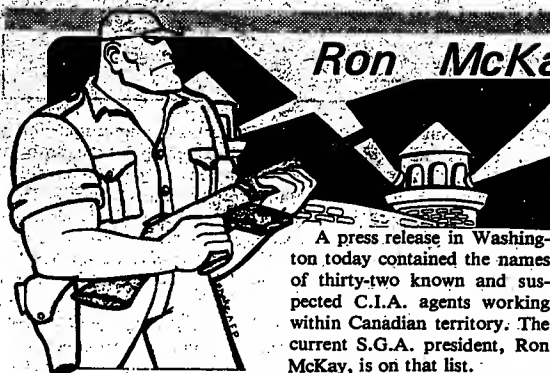 Ron McKa
A press release in Washing-
ton today contained the names
of thirty-two known and sus-
pected C.I.A. agents working
within Canadian territory. The
current S.G.A. president, Ron
McKay, is on that list.